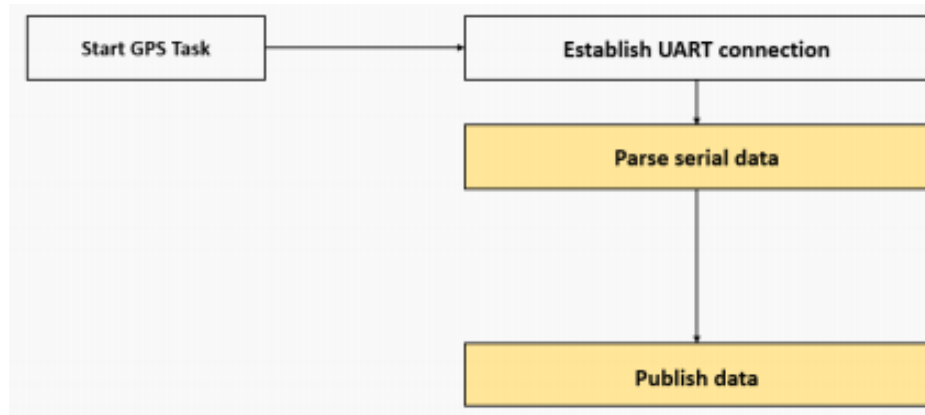 Start GPS Task
Establish UART connection
Parse serial data
Publish data